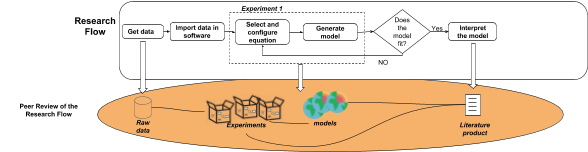 Experiment 1
Research
Flow
Get data
Import data in
software
Select and
configure
equation
Generate
model
Does
the
model
fit?
Yes
Interpret
the model
NO
Peer Review of the
Research Flow
Raw
data
Experiments
models
Literature
product